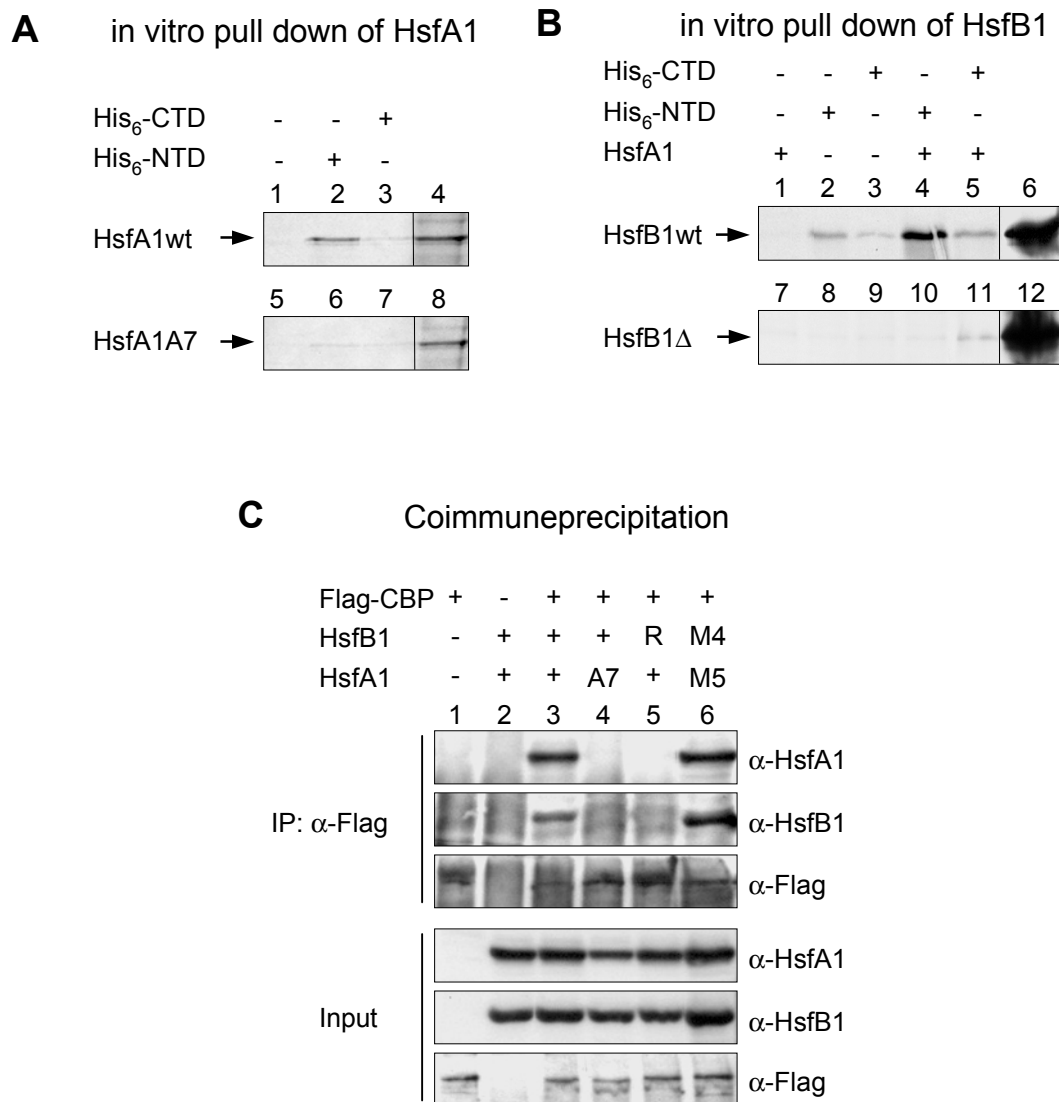 A in vitro pull down of HsfA1
His6-CTD - - +
His6-NTD - + -
1 2 3 4
HsfA1wt
5 6 7 8
HsfA1A7
B in vitro pull down of HsfB1
His6-CTD - - + - +
His6-NTD - + - + -
HsfA1 + - - + +
1 2 3 4 5 6
HsfB1wt
7 8 9 10 11 12
HsfB1Δ
C Coimmuneprecipitation
Flag-CBP + - + + + +
HsfB1 - + + + R M4
HsfA1 - + + A7 + M5
1 2 3 4 5 6
α-HsfA1
IP: α-Flag α-HsfB1
α-Flag
α-HsfA1
Input α-HsfB1
α-Flag